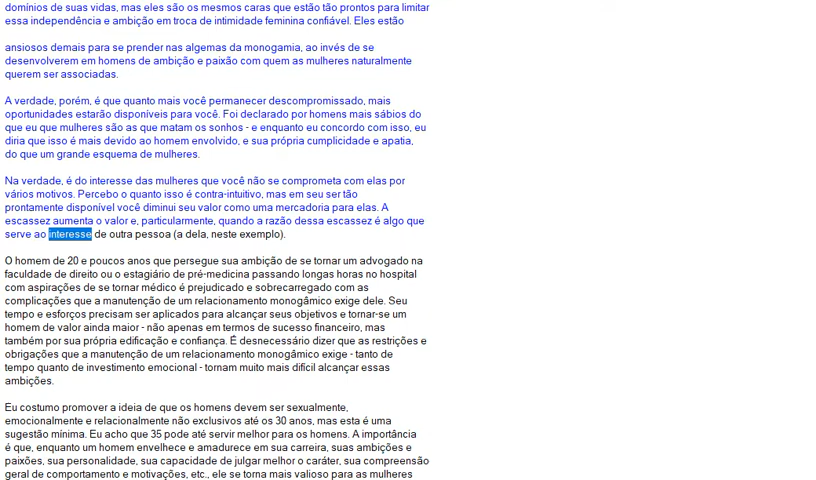 domínios de suas vidas, mas eles são os mesmos caras que estão tão prontos para limitar
essa independência e ambição em troca de intimidade feminina confiável. Eles estão
ansiosos demais para se prender nas algemas da monogamia, ao invés de se
desenvolverem em homens de ambição e paixão com quem as mulheres naturalmente
querem ser associadas.
A verdade, porém, é que quanto mais você permanecer descompromissado, mais
oportunidades estarão disponíveis para você. Foi declarado por homens mais sábios do
que eu que mulheres são as que matam os sonhos - e enquanto eu concordo com isso, eu
diria que isso é mais devido ao homem envolvido, e sua própria cumplicidade e apatia,
do que um grande esquema de mulheres.
Na verdade, é do interesse das mulheres que você não se comprometa com elas por
vários motivos. Percebo o quanto isso é contra-intuitivo, mas em seu ser tão
prontamente disponível você diminui seu valor como uma mercadoria para elas. A
escassez aumenta o valor e, particularmente, quando a razão dessa escassez é algo que
serve ao interesse de outra pessoa (a dela, neste exemplo).
O homem de 20 e poucos anos que persegue sua ambição de se tornar um advogado na
faculdade de direito ou o estagiário de pré-medicina passando longas horas no hospital
com aspirações de se tornar médico é prejudicado e sobrecarregado com as
complicações que a manutenção de um relacionamento monogâmico exige dele. Seu
tempo e esforços precisam ser aplicados para alcançar seus objetivos e tornar-se um
homem de valor ainda maior - não apenas em termos de sucesso financeiro, mas
também por sua própria edificação e confiança. É desnecessário dizer que as restrições e
obrigações que a manutenção de um relacionamento monogâmico exige - tanto de
tempo quanto de investimento emocional - tornam muito mais difícil alcançar essas
ambições.
Eu costumo promover a ideia de que os homens devem ser sexualmente,
emocionalmente e relacionalmente não exclusivos até os 30 anos, mas esta é uma
sugestão mínima. Eu acho que 35 pode até servir melhor para os homens. A importância
é que, enquanto um homem envelhece e amadurece em sua carreira, suas ambições e
paixões, sua personalidade, sua capacidade de julgar melhor o caráter, sua compreensão
geral de comportamento e motivações, etc., ele se torna mais valioso para as mulheres